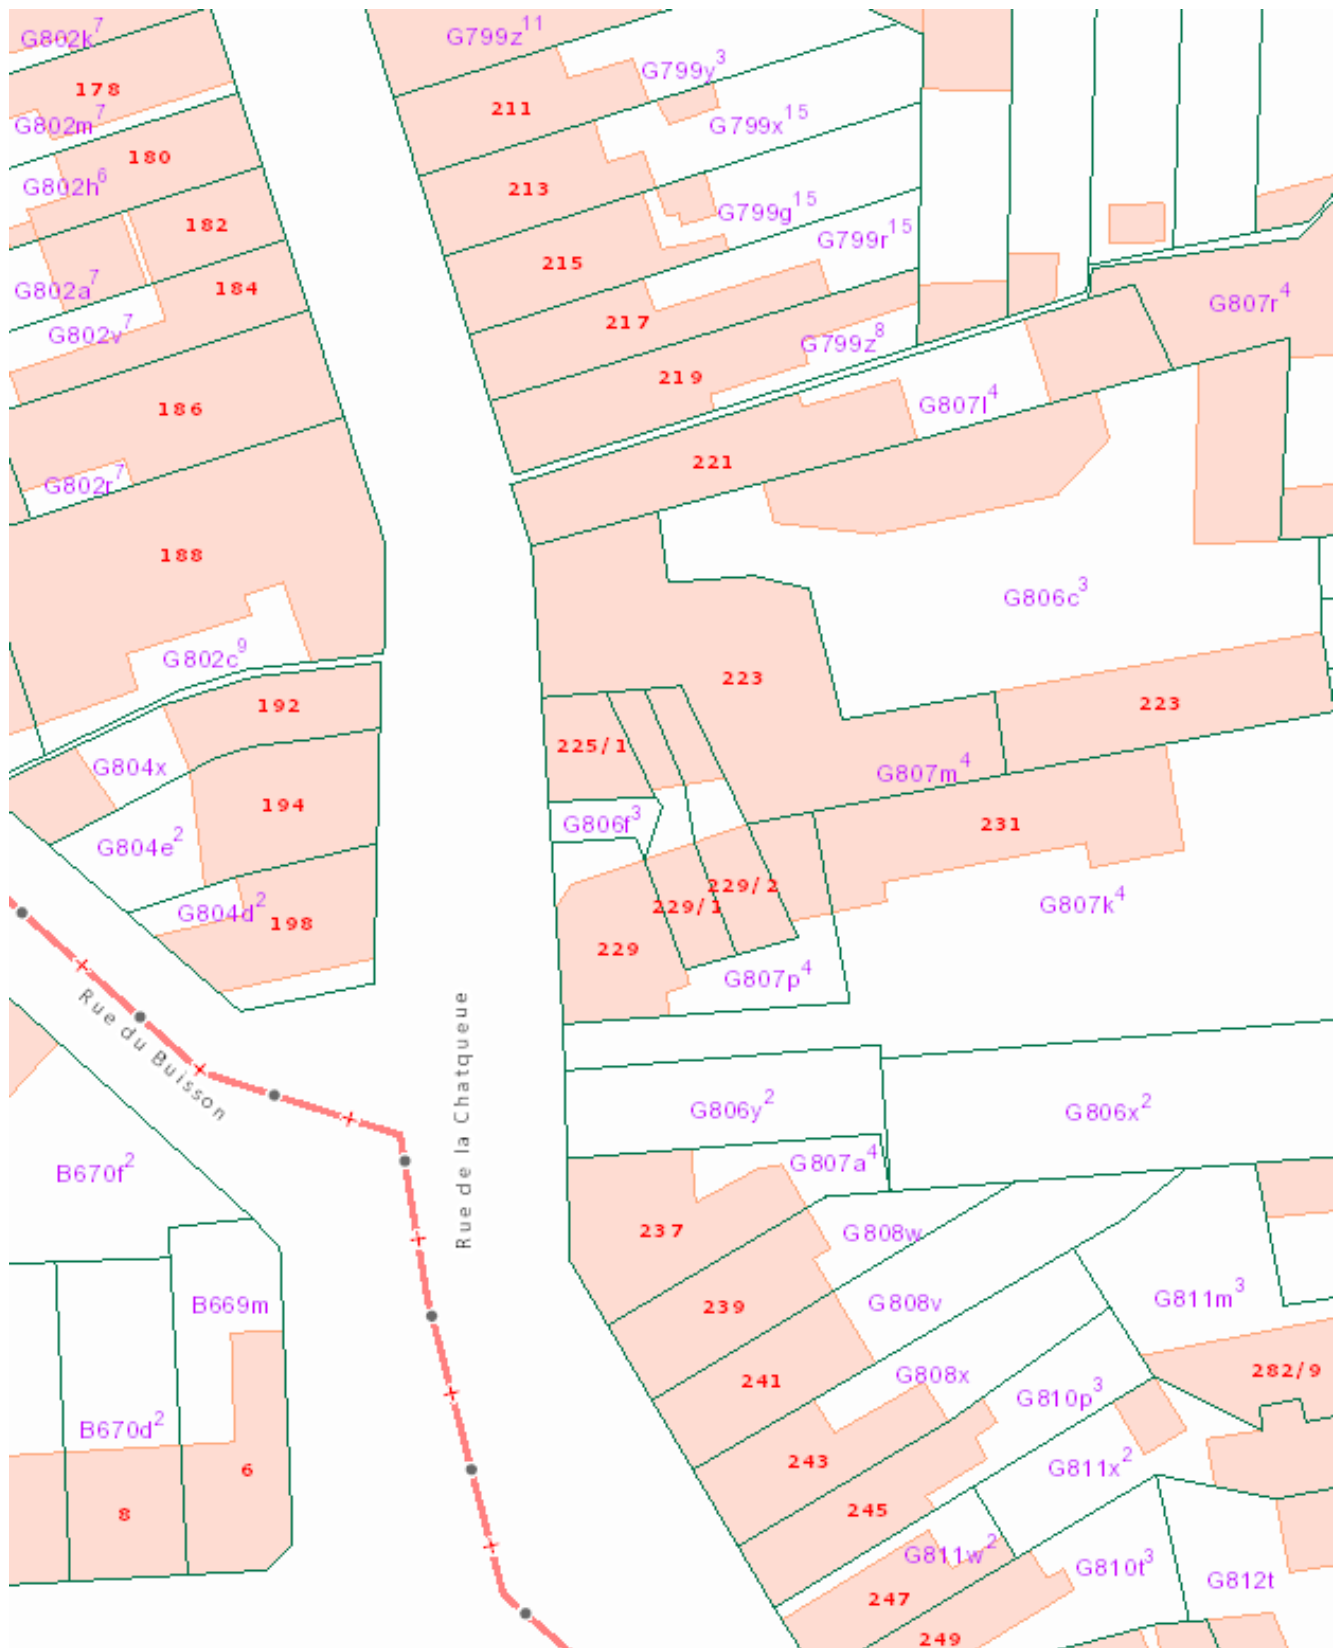 G802k⁷
G799z¹¹
178
G799y³
211
G802m⁷
G799x¹⁵
180
G802h⁶
213
G799g¹⁵
182
G799r¹⁵
215
G802a⁷
184
G807r⁴
G802v⁷
217
G799z⁸
219
186
G807l⁴
221
G802r⁷
188
G806c³
G802c⁹
223
192
223
225/1
G804x
G807m⁴
194
G806f³
231
G804e²
229/2
G804d²
229/1
G807k⁴
198
229
G807p⁴
Rue du Buisson
Rue de la Chatqueue
G806y²
G806x²
B670f²
G807a⁴
237
G808w
B669m
239
G808v
G811m³
241
G808x
282/9
G810p³
B670d²
243
G811x²
6
245
8
G811w²
G810t³
G812t
247
249